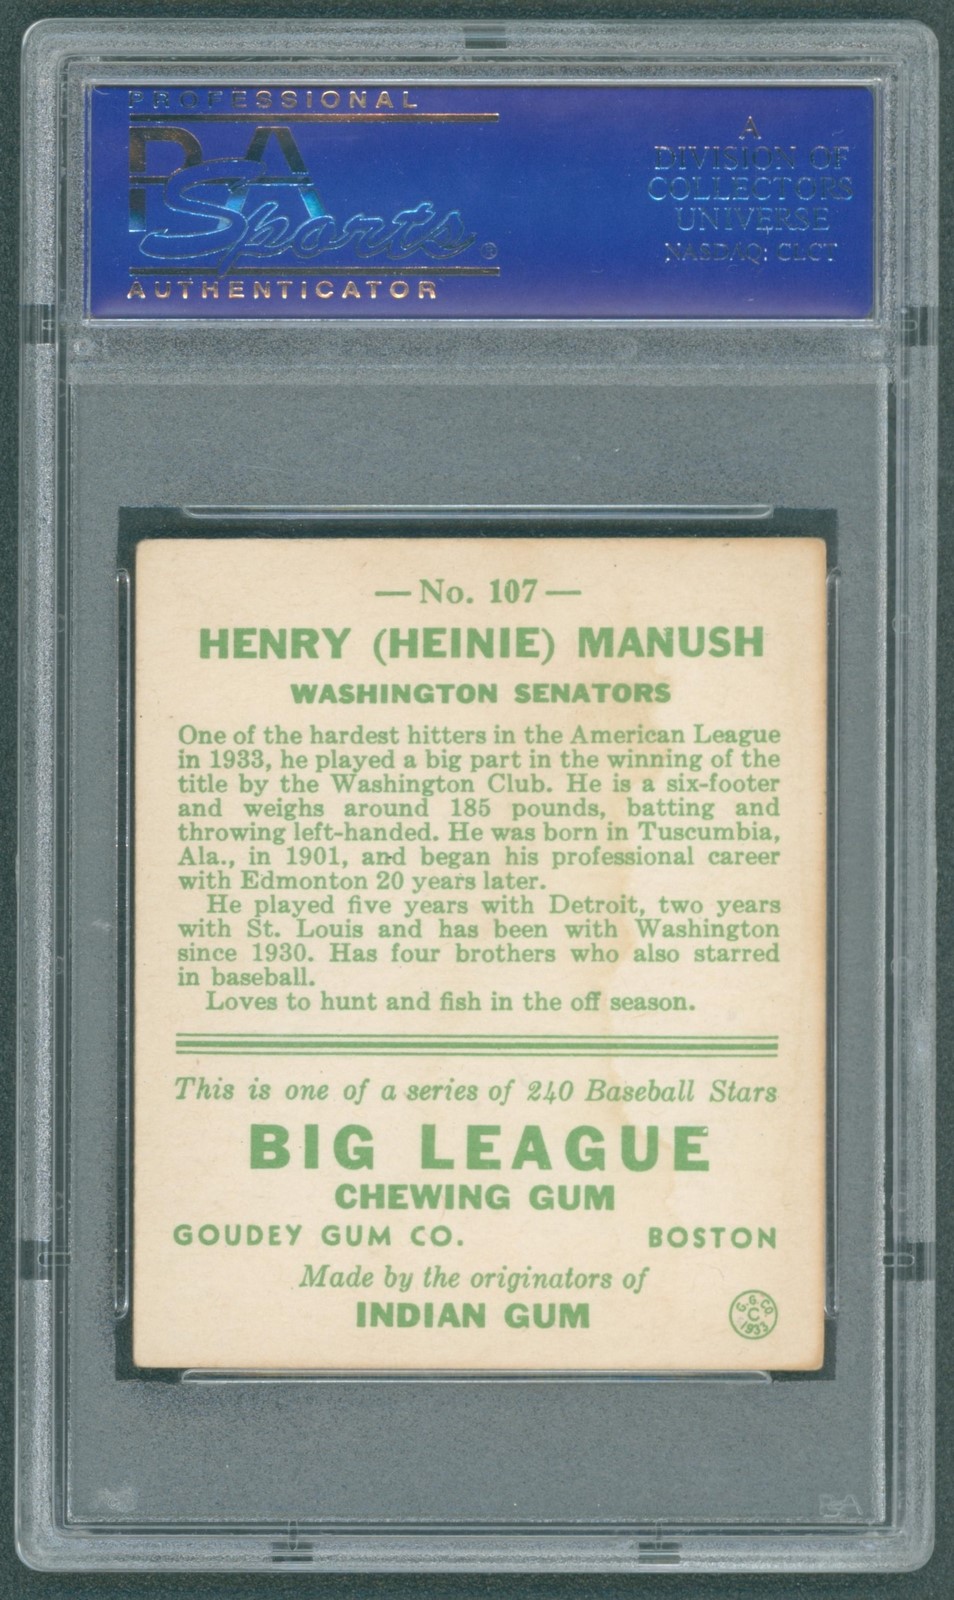 PROFESSIONAL
PSA
Sports®
AUTHENTICATOR
A
DIVISION OF
COLLECTORS
UNIVERSE
NASDAQ: CLCT
— No. 107 —
HENRY (HEINIE) MANUSH
WASHINGTON SENATORS
One of the hardest hitters in the American League
in 1933, he played a big part in the winning of the
title by the Washington Club. He is a six-footer
and weighs around 185 pounds, batting and
throwing left-handed. He was born in Tuscumbia,
Ala., in 1901, and began his professional career
with Edmonton 20 years later.
He played five years with Detroit, two years
with St. Louis and has been with Washington
since 1930. Has four brothers who also starred
in baseball.
Loves to hunt and fish in the off season.
This is one of a series of 240 Baseball Stars
BIG LEAGUE
CHEWING GUM
GOUDEY GUM CO. BOSTON
Made by the originators of
INDIAN GUM
G.G.CO.
C
1933
PSA